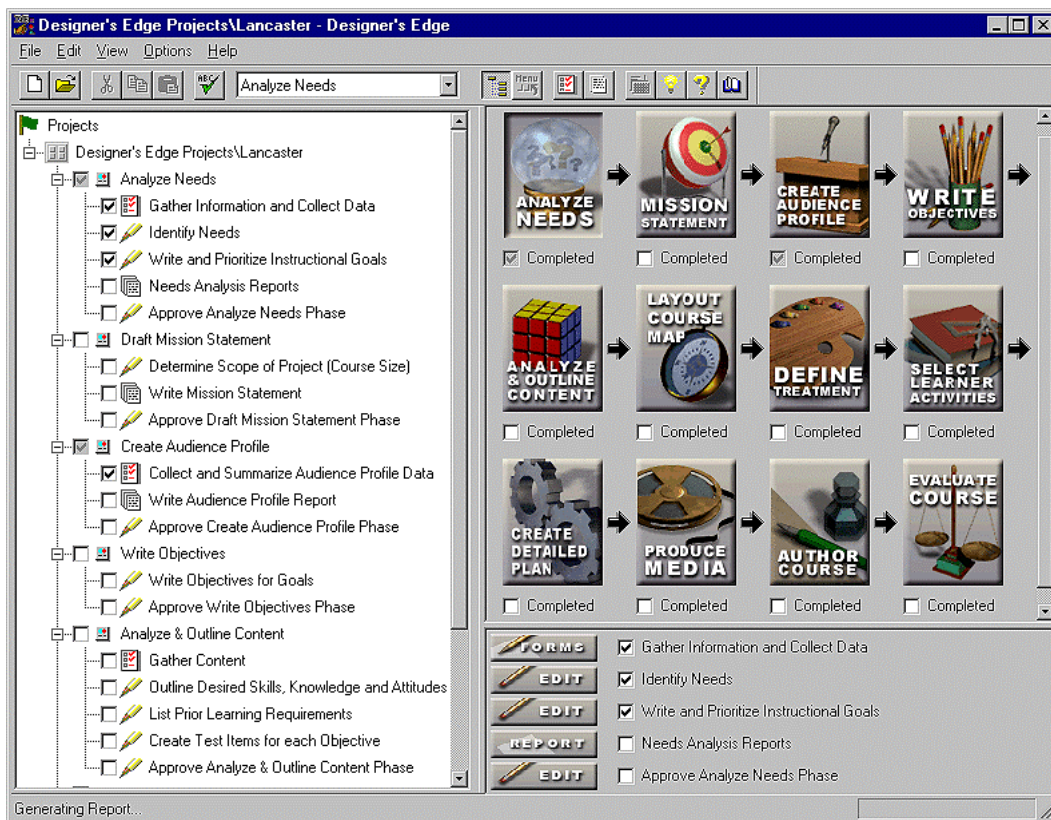 Designer's Edge Projects\Lancaster - Designer's Edge
File Edit View Options Help
ABC Analyze Needs Menu
Projects
Designer's Edge Projects\Lancaster
Analyze Needs
Gather Information and Collect Data
Identify Needs
Write and Prioritize Instructional Goals
Needs Analysis Reports
Approve Analyze Needs Phase
Draft Mission Statement
Determine Scope of Project (Course Size)
Write Mission Statement
Approve Draft Mission Statement Phase
Create Audience Profile
Collect and Summarize Audience Profile Data
Write Audience Profile Report
Approve Create Audience Profile Phase
Write Objectives
Write Objectives for Goals
Approve Write Objectives Phase
Analyze & Outline Content
Gather Content
Outline Desired Skills, Knowledge and Attitudes
List Prior Learning Requirements
Create Test Items for each Objective
Approve Analyze & Outline Content Phase
ANALYZE
NEEDS
MISSION
STATEMENT
CREATE
AUDIENCE
PROFILE
WRITE
OBJECTIVES
Completed Completed Completed Completed
ANALYZE
& OUTLINE
CONTENT
LAYOUT
COURSE
MAP
DEFINE
TREATMENT
SELECT
LEARNER
ACTIVITIES
Completed Completed Completed Completed
CREATE
DETAILED
PLAN
PRODUCE
MEDIA
AUTHOR
COURSE
EVALUATE
COURSE
Completed Completed Completed Completed
FORMS Gather Information and Collect Data
EDIT Identify Needs
EDIT Write and Prioritize Instructional Goals
REPORT Needs Analysis Reports
EDIT Approve Analyze Needs Phase
Generating Report...